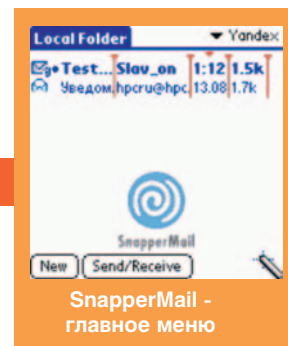 Local Folder Yandex
Test... Slav_on 1:12 1.5k
Уведом. hpcru@hpc. 13.08 1.7k
SnapperMail
New Send/Receive
SnapperMail -
главное меню